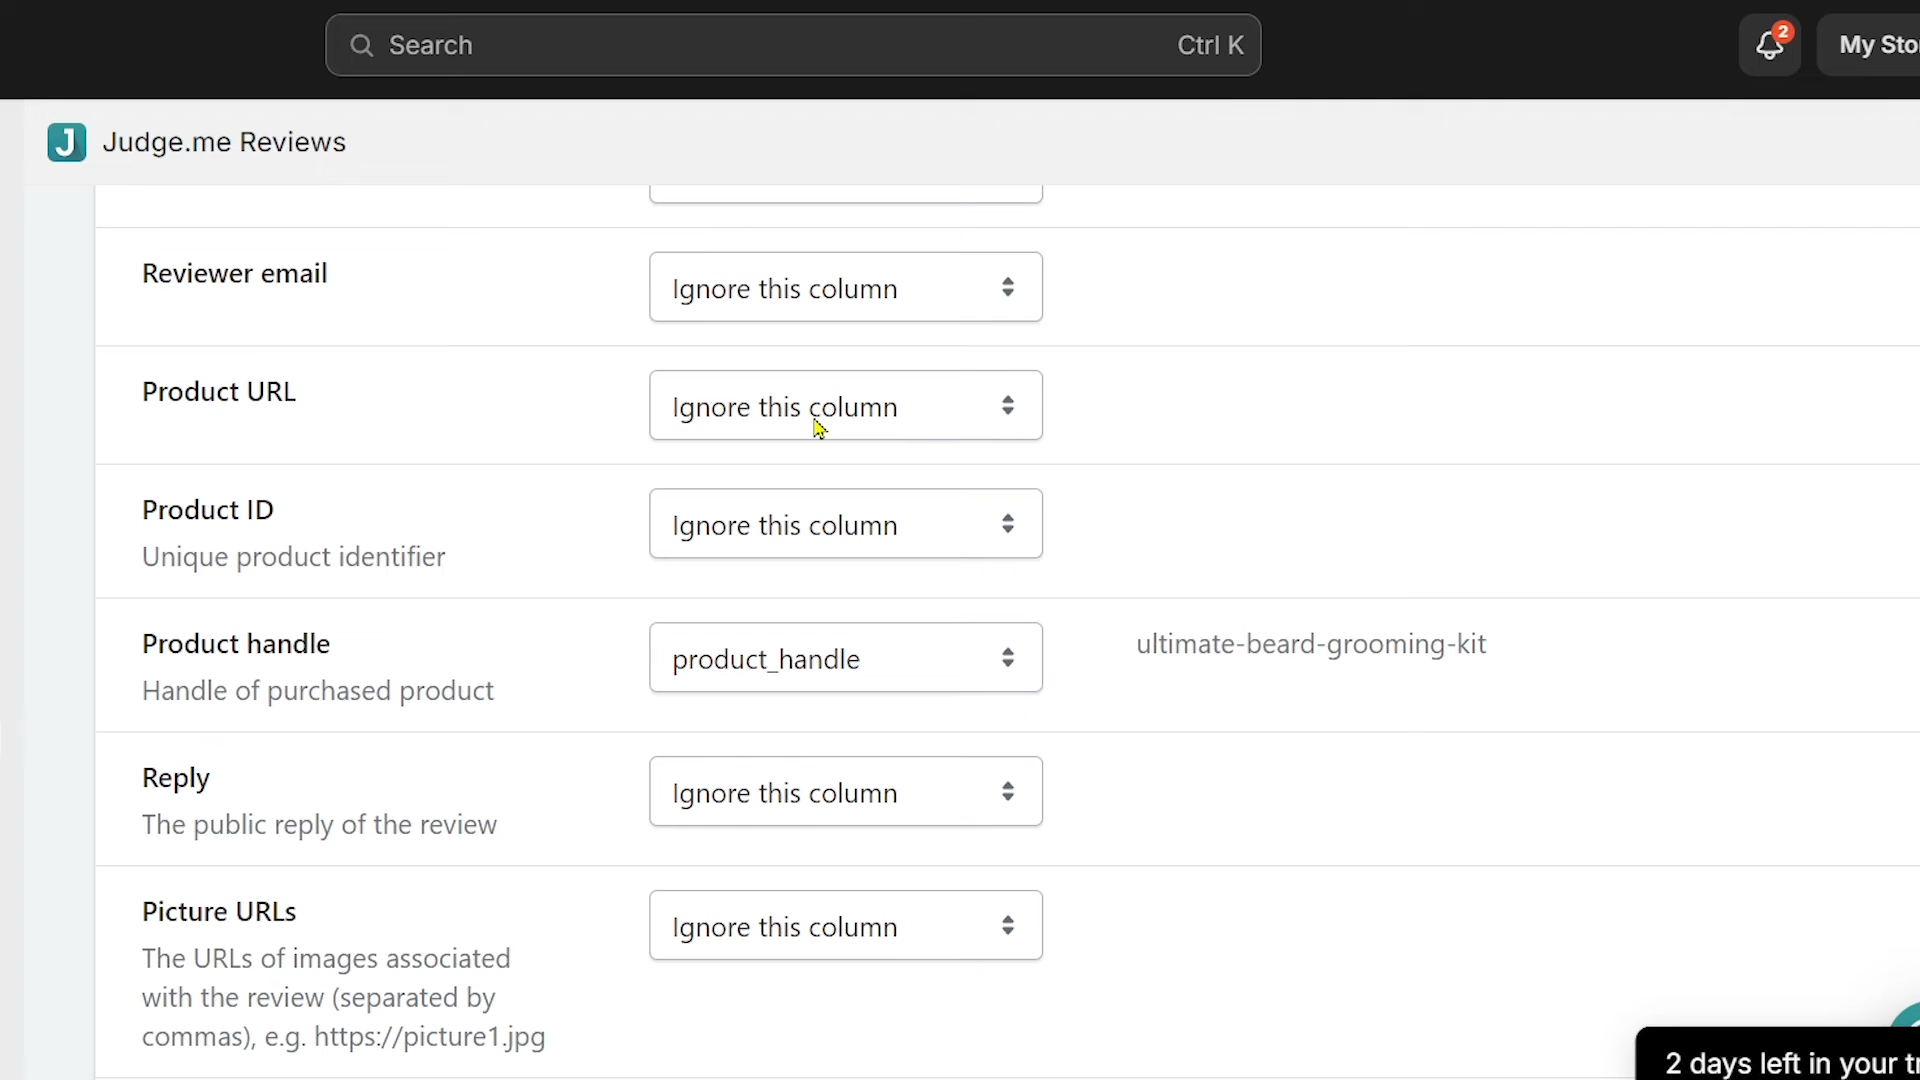 Search Ctrl K
2
My Sto
J Judge.me Reviews
Reviewer email
Ignore this column
Product URL
Ignore this column
Product ID
Unique product identifier
Ignore this column
Product handle
Handle of purchased product
product_handle
ultimate-beard-grooming-kit
Reply
The public reply of the review
Ignore this column
Picture URLs
The URLs of images associated
with the review (separated by
commas), e.g. https://picture1.jpg
Ignore this column
2 days left in your tr